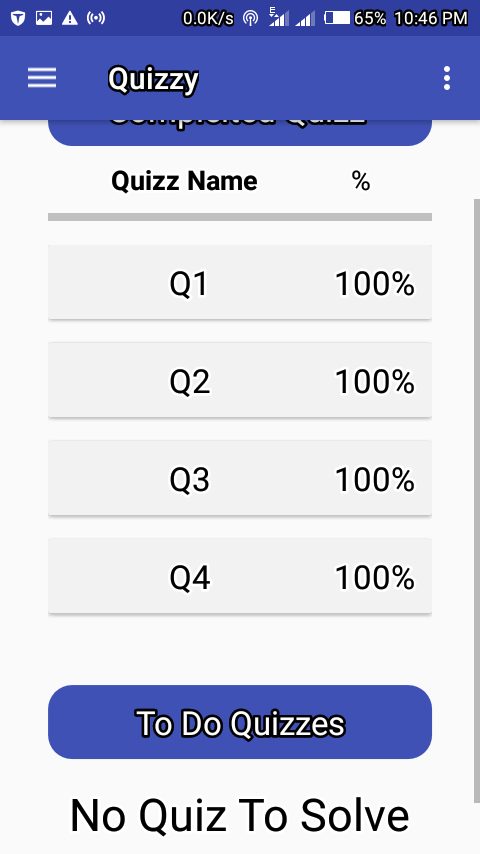 0.0K/s E 65% 10:46 PM
Quizzy
Quizz Name %
Q1 100%
Q2 100%
Q3 100%
Q4 100%
To Do Quizzes
No Quiz To Solve